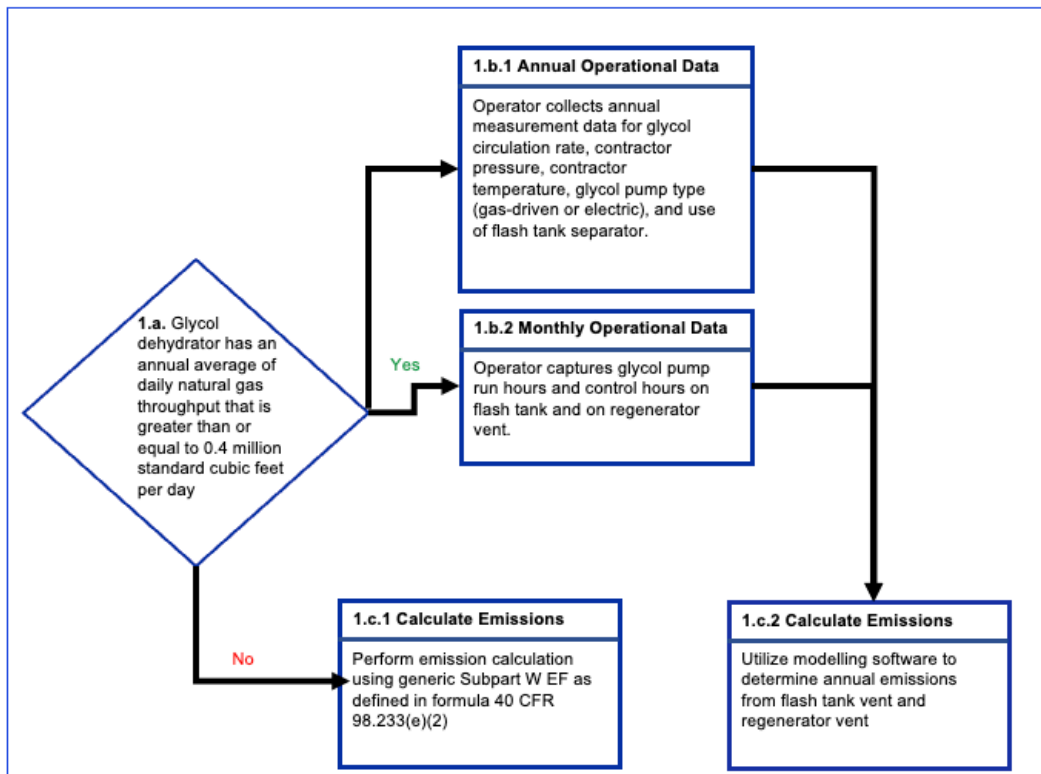 1.b.1 Annual Operational Data
Operator collects annual
measurement data for glycol
circulation rate, contractor
pressure, contractor
temperature, glycol pump type
(gas-driven or electric), and use
of flash tank separator.
1.a. Glycol
dehydrator has an
annual average of
daily natural gas
throughput that is
greater than or
equal to 0.4 million
standard cubic feet
per day
Yes
1.b.2 Monthly Operational Data
Operator captures glycol pump
run hours and control hours on
flash tank and on regenerator
vent.
No
1.c.1 Calculate Emissions
Perform emission calculation
using generic Subpart W EF as
defined in formula 40 CFR
98.233(e)(2)
1.c.2 Calculate Emissions
Utilize modelling software to
determine annual emissions
from flash tank vent and
regenerator vent